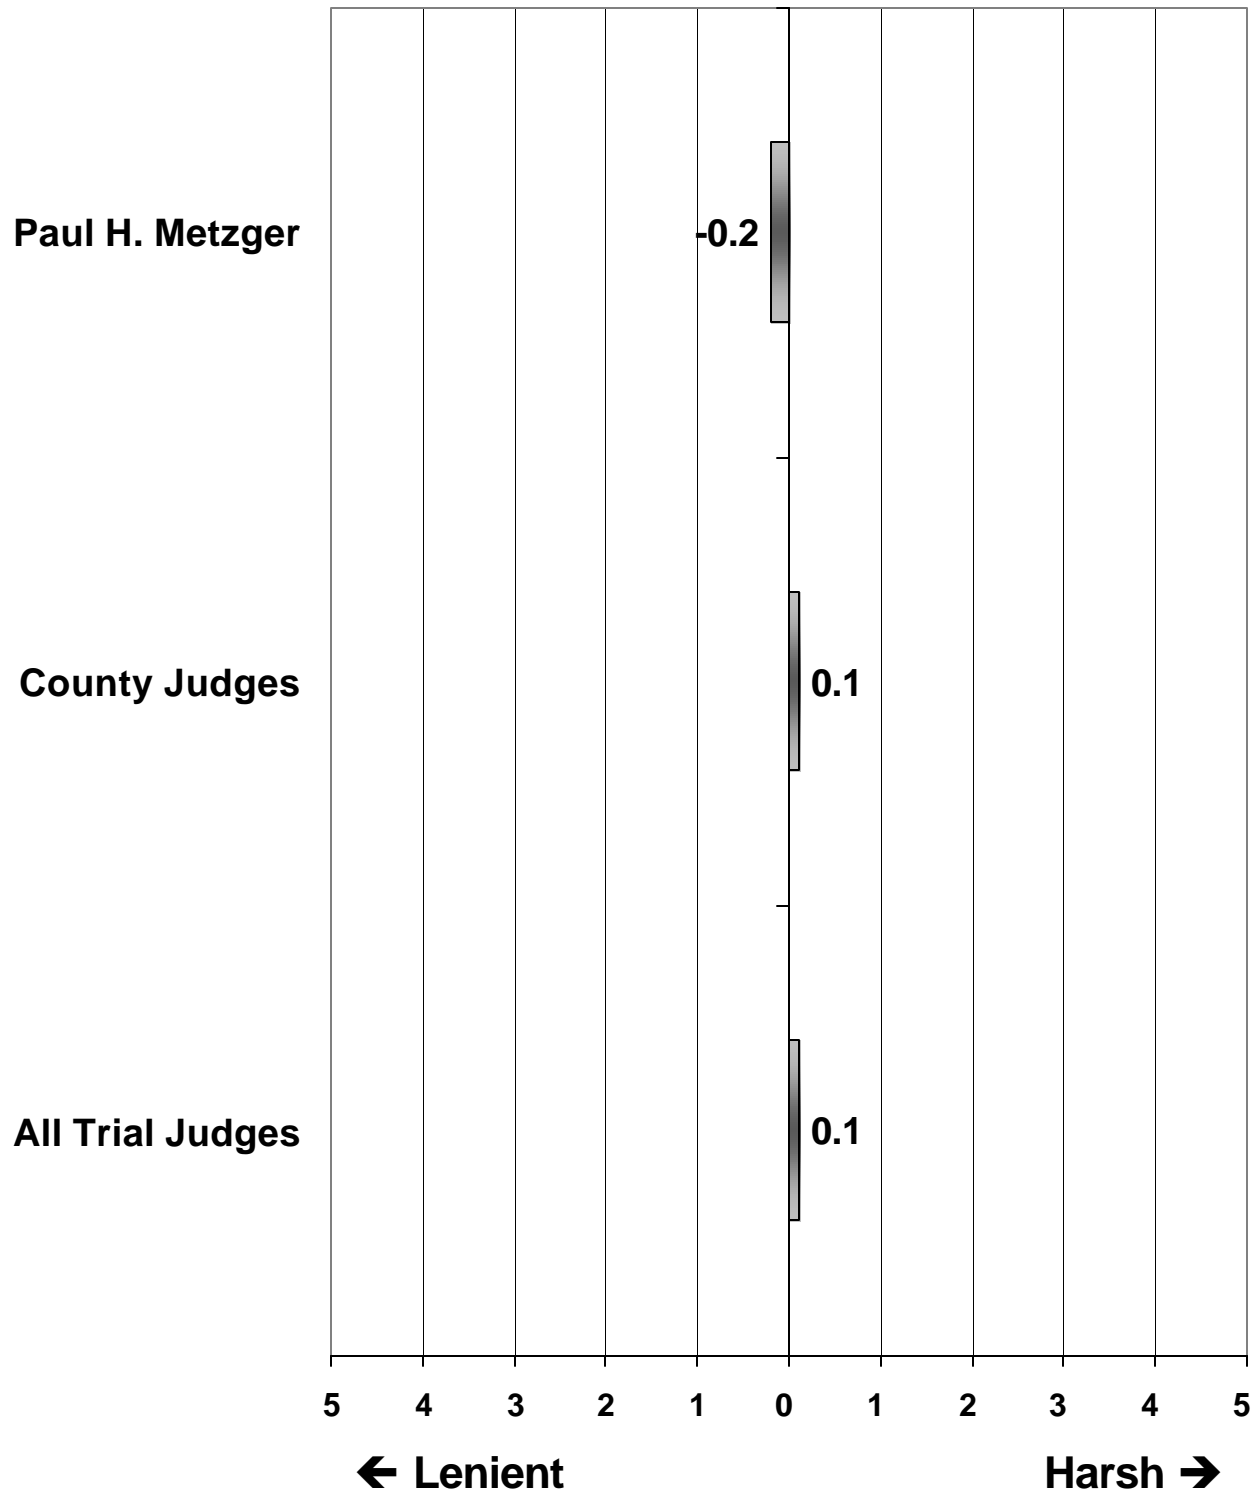 Paul H. Metzger
-0.2
County Judges
0.1
All Trial Judges
0.1
5 4 3 2 1 0 1 2 3 4 5
← Lenient Harsh →